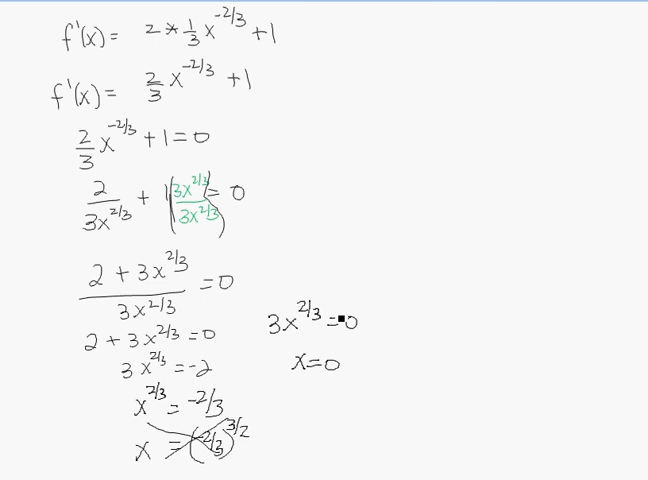 f'(x) = 2 * 1/3 x^-2/3 + 1
f'(x) = 2/3 x^-2/3 + 1
2/3 x^-2/3 + 1 = 0
2/3x^2/3 + 1(3x^2/3/3x^2/3) = 0
2 + 3x^2/3/3x^2/3 = 0
2 + 3x^2/3 = 0
3x^2/3 = -2
x^2/3 = -2/3
x = (-2/3)^3/2
3x^2/3 = 0
x = 0